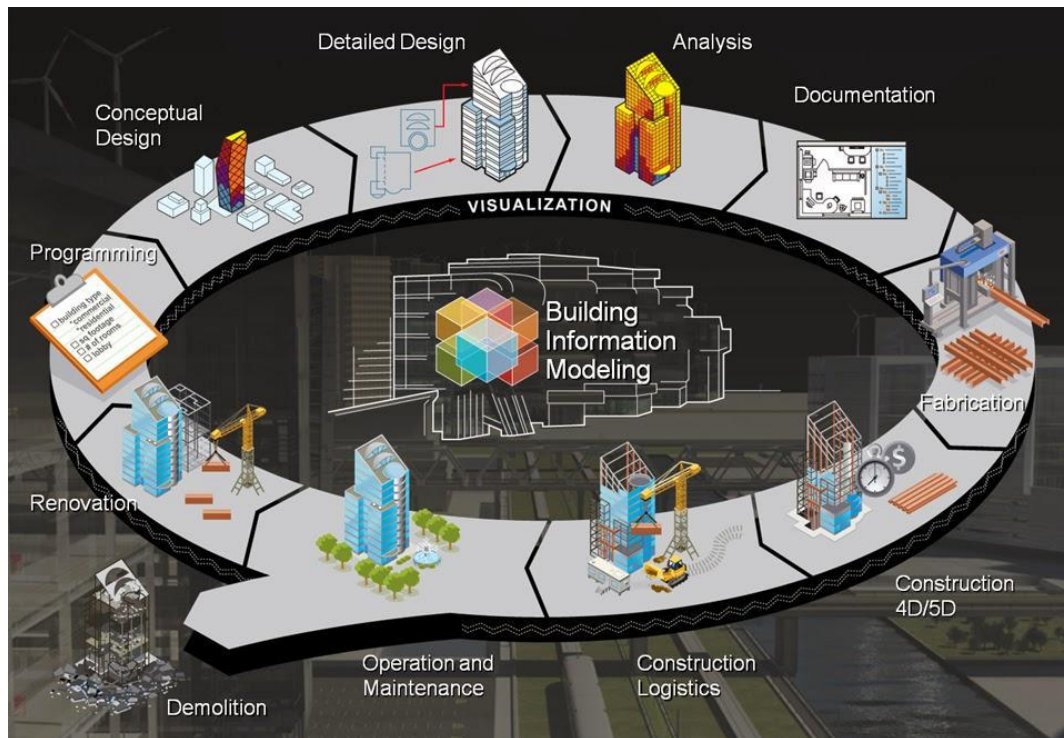 Detailed Design
Analysis
Conceptual
Design
Documentation
VISUALIZATION
Programming
building type
*commercial
*residential
sq footage
# of rooms
lobby
Building
Information
Modeling
Fabrication
$
Renovation
Construction
4D/5D
Operation and
Maintenance
Construction
Logistics
Demolition